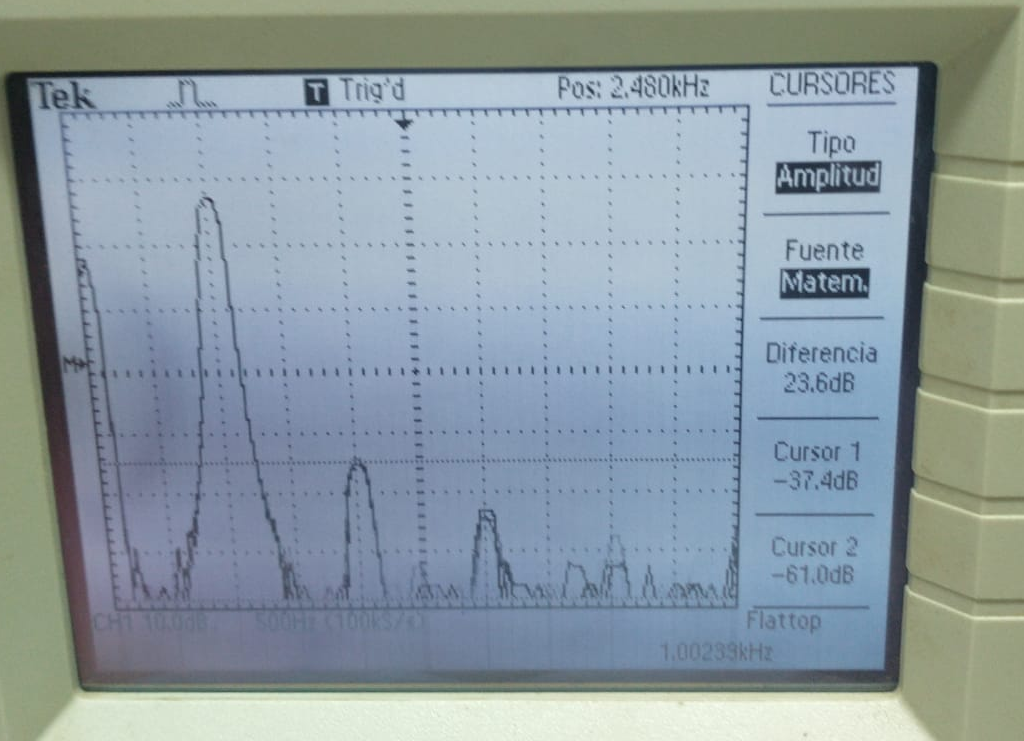 Tek T Trig'd Pos: 2.480kHz CURSORES
Tipo
Amplitud
Fuente
Matem.
M
Diferencia
23.6dB
Cursor 1
-37.4dB
Cursor 2
-61.0dB
CH1 10.0dB 500Hz (100kS/s) Flattop
1.00239kHz